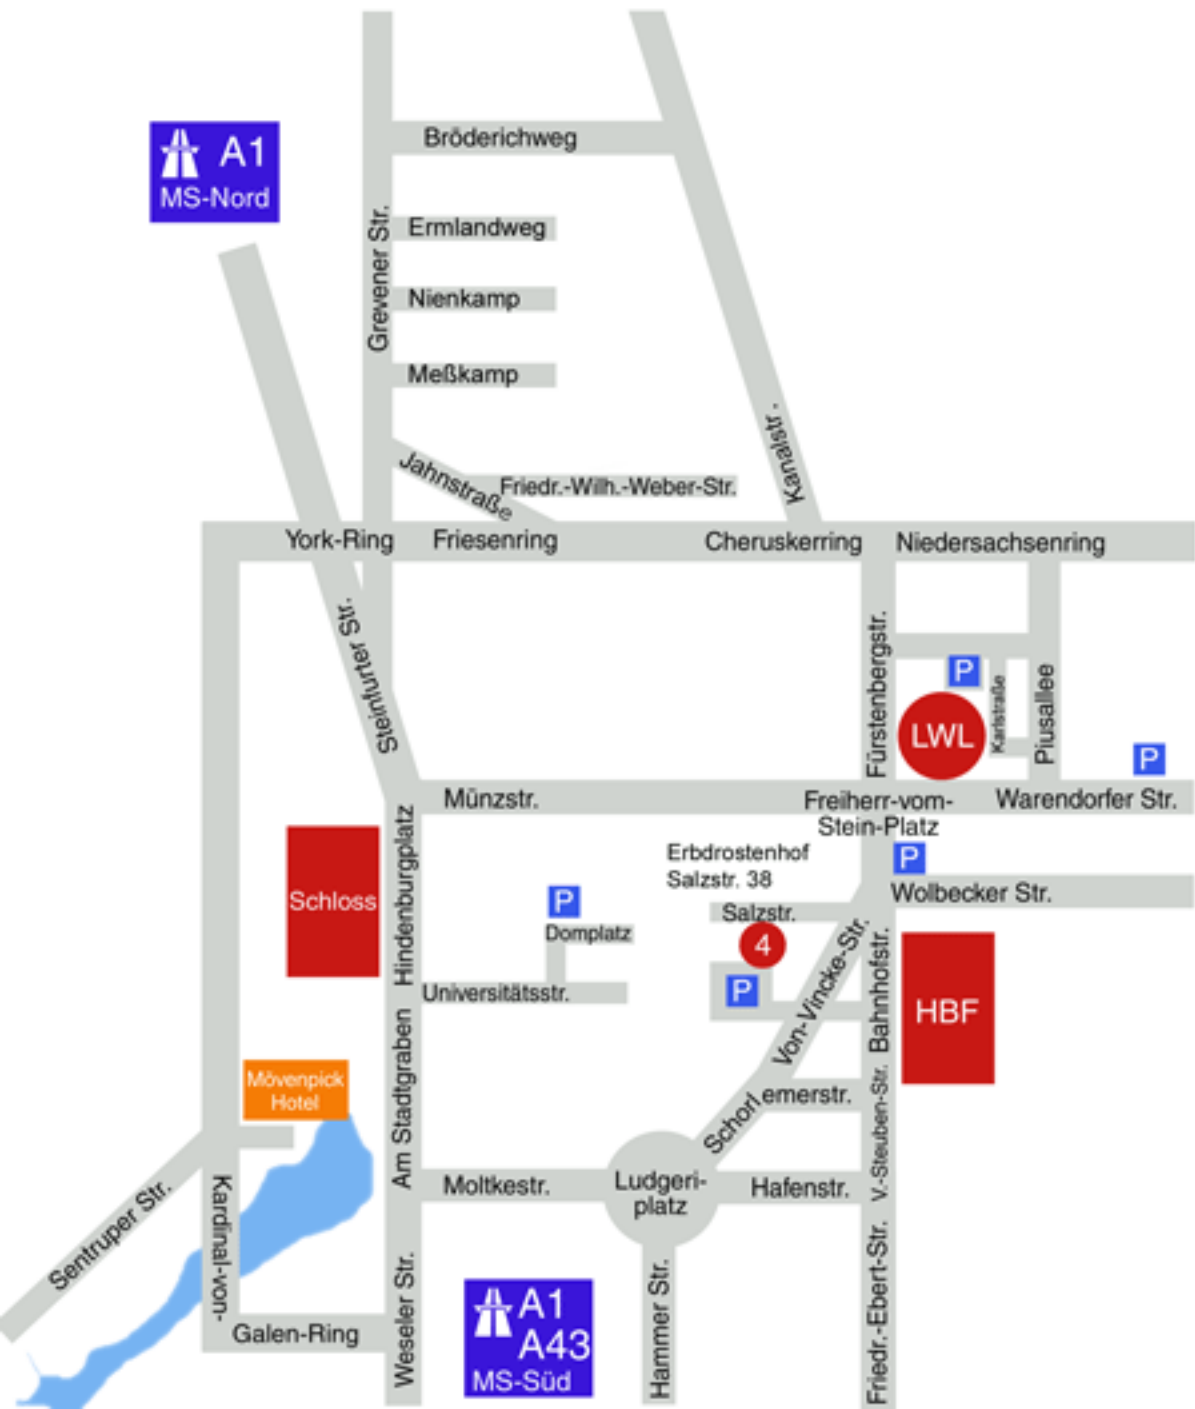 Bröderichweg
A1
MS-Nord
Grevener Str.
Ermlandweg
Nienkamp
Meßkamp
Kanalstr.
Jahnstraße
Friedr.-Wilh.-Weber-Str.
York-Ring
Friesenring
Cheruskerring
Niedersachsenring
Steinfurter Str.
Fürstenbergstr.
P
Karlstraße
Piusallee
LWL
P
Münzstr.
Freiherr-vom-
Stein-Platz
Warendorfer Str.
Hindenburgplatz
Schloss
Erbdrostenhof
Salzstr. 38
P
Wolbecker Str.
P
Domplatz
Salzstr.
4
Von-Vincke-Str.
Bahnhofstr.
HBF
Universitätsstr.
P
Am Stadtgraben
Mövenpick
Hotel
Schorlemerstr.
V.-Steuben-Str.
Sentruper Str.
Kardinal-von-
Galen-Ring
Moltkestr.
Ludgeri-
platz
Hafenstr.
Weseler Str.
A1
A43
MS-Süd
Hammer Str.
Friedr.-Ebert-Str.